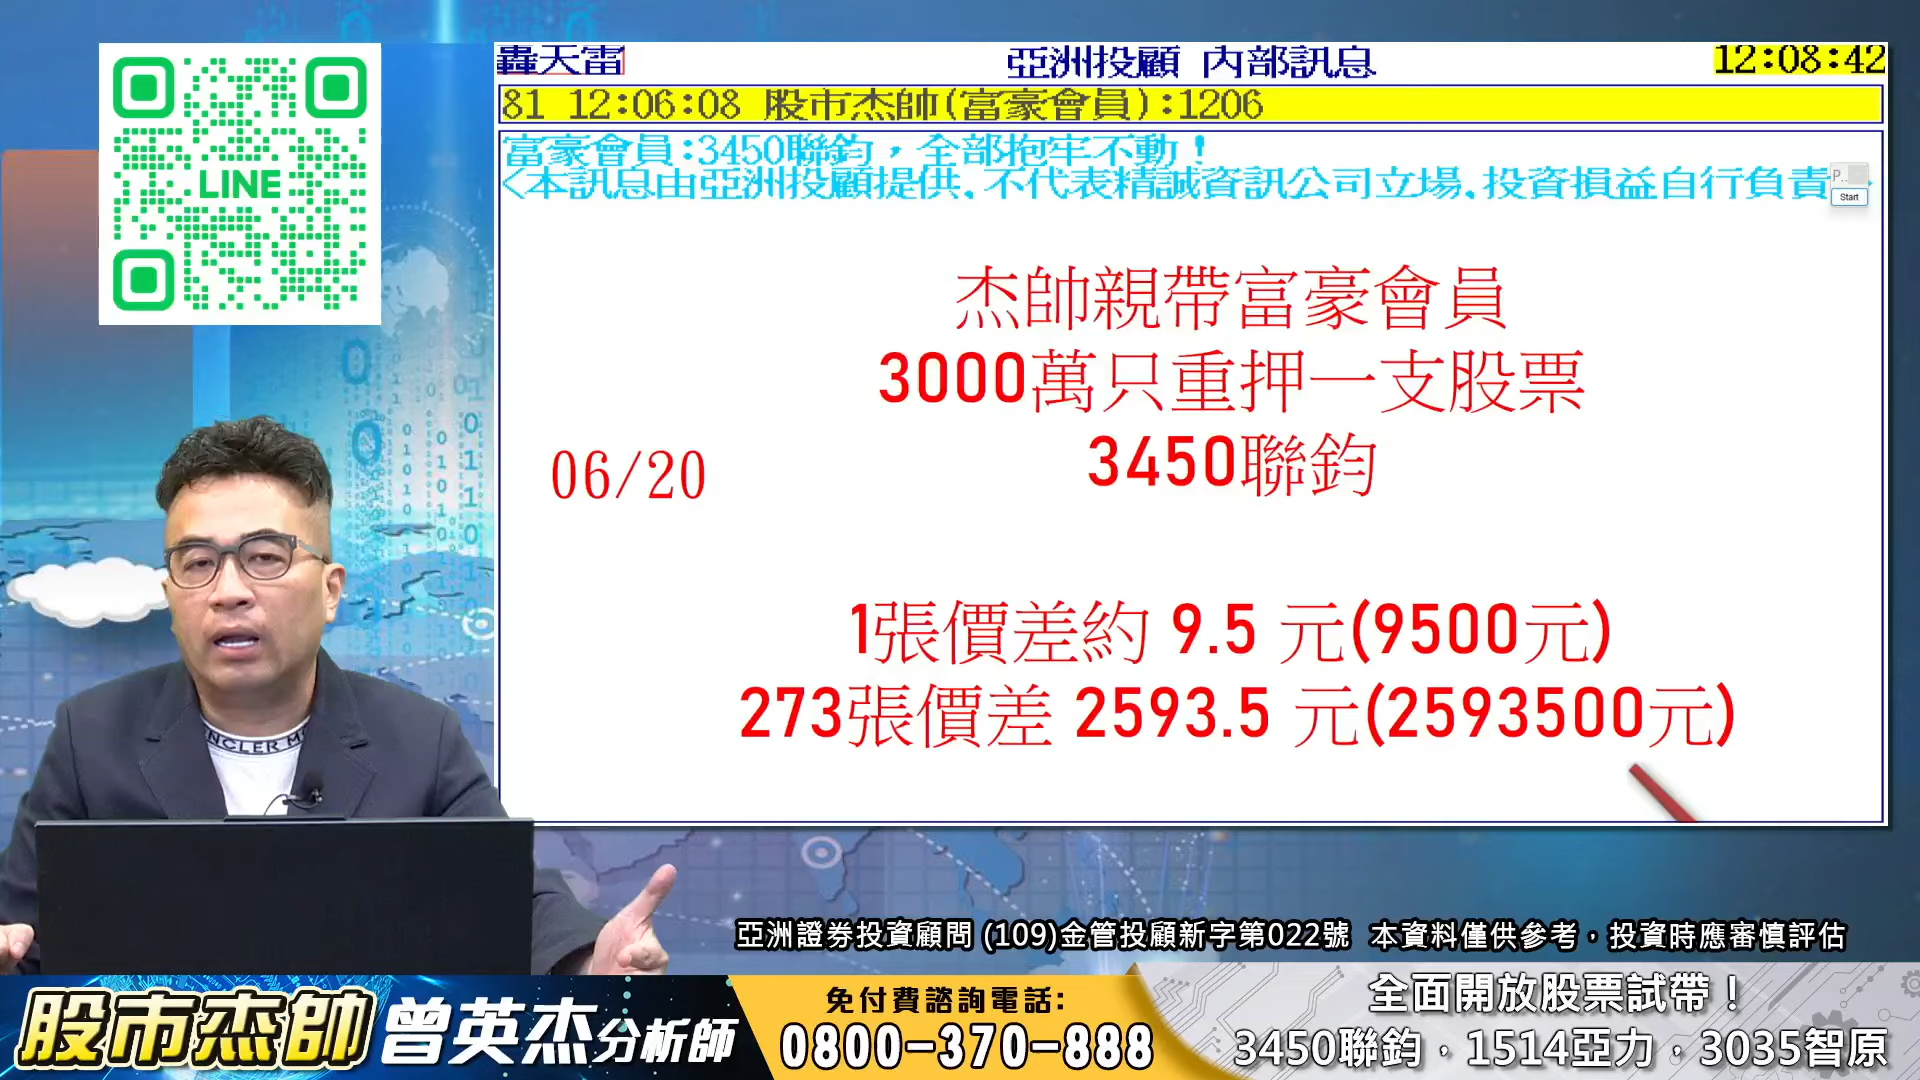 LINE
轟天雷 亞洲投顧 內部訊息 12:08:42
81 12:06:08 股市杰帥(富豪會員):1206
富豪會員:3450聯鈞，全部抱牢不動！
<本訊息由亞洲投顧提供,不代表精誠資訊公司立場,投資損益自行負責
P..
Start
杰帥親帶富豪會員
3000萬只重押一支股票
3450聯鈞
06/20
1張價差約 9.5 元(9500元)
273張價差 2593.5 元(2593500元)
NCLER M
亞洲證券投資顧問 (109)金管投顧新字第022號 本資料僅供參考，投資時應審慎評估
股市杰帥 曾英杰分析師
免付費諮詢電話:
0800-370-888
全面開放股票試帶！
3450聯鈞，1514亞力，3035智原